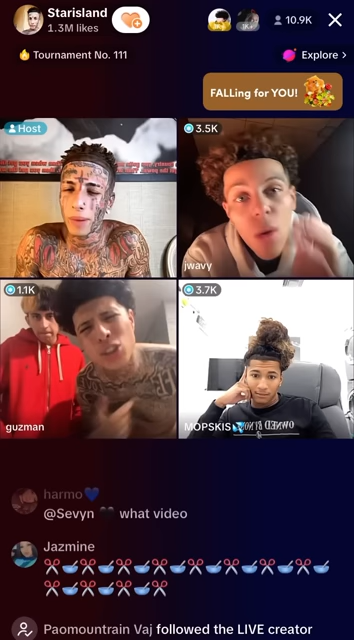 Starisland
1.3M likes
10.9K
3K+
Tournament No. 111
Explore >
FALLing for YOU!
Host
3.5K
jwavy
1.1K
3.7K
guzman
MOPSKIS💦
harmo💙
@Sevyn 🖤 what video
Jazmine
✂️🥣✂️🥣✂️🥣✂️🥣✂️🥣✂️🥣✂️🥣
✂️🥣✂️🥣✂️🥣✂️
Paomountrain Vaj followed the LIVE creator